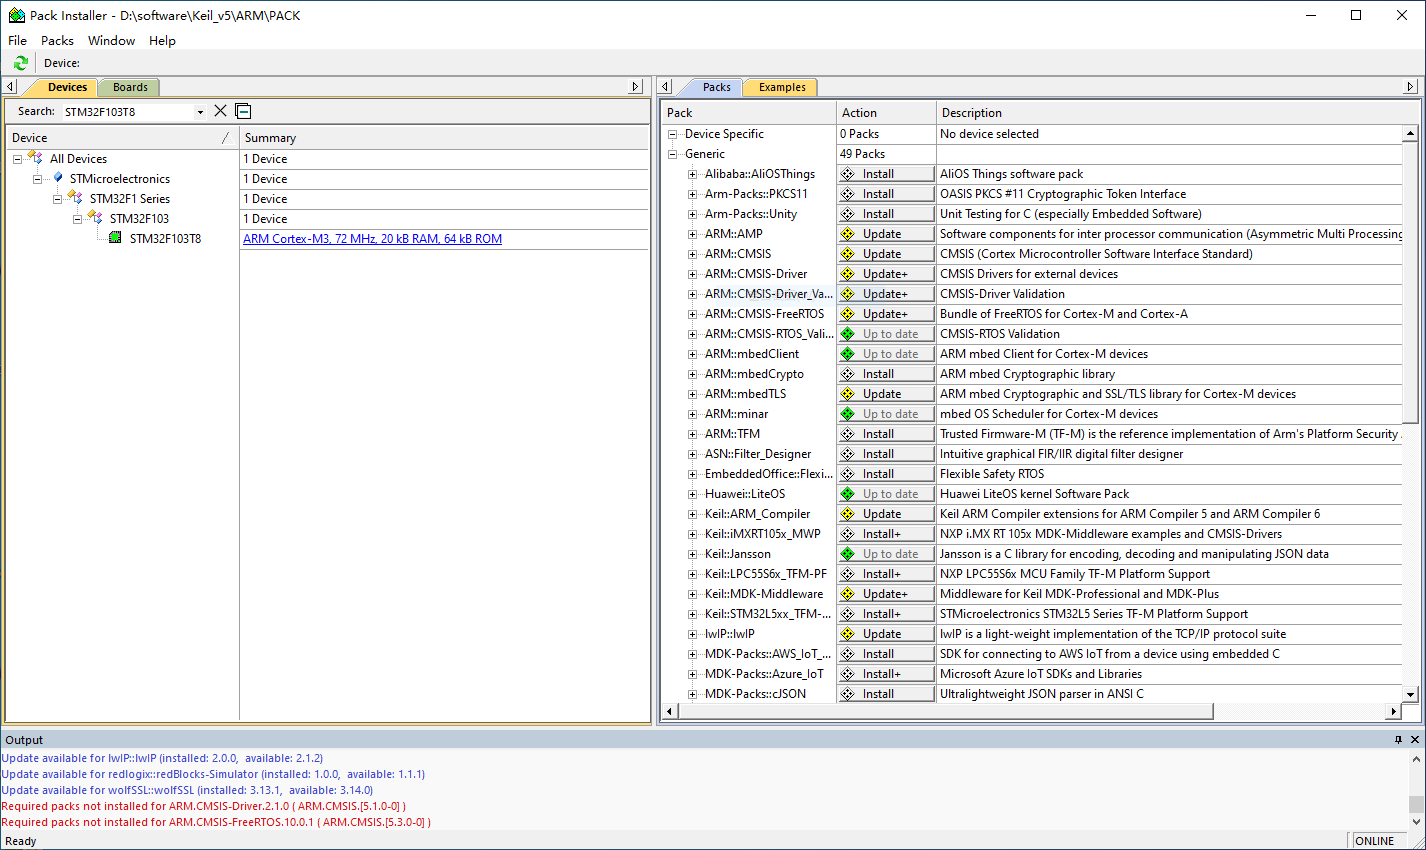 Pack Installer - D:\software\Keil_v5\ARM\PACK
File Packs Window Help
Device:
Devices Boards
Search: STM32F103T8
Device Summary
All Devices 1 Device
STMicroelectronics 1 Device
STM32F1 Series 1 Device
STM32F103 1 Device
STM32F103T8 ARM Cortex-M3, 72 MHz, 20 kB RAM, 64 kB ROM
Packs Examples
Pack Action Description
Device Specific 0 Packs No device selected
Generic 49 Packs
Alibaba::AliOSThings Install AliOS Things software pack
Arm-Packs::PKCS11 Install OASIS PKCS #11 Cryptographic Token Interface
Arm-Packs::Unity Install Unit Testing for C (especially Embedded Software)
ARM::AMP Update Software components for inter processor communication (Asymmetric Multi Processing
ARM::CMSIS Update CMSIS (Cortex Microcontroller Software Interface Standard)
ARM::CMSIS-Driver Update+ CMSIS Drivers for external devices
ARM::CMSIS-Driver_Va... Update+ CMSIS-Driver Validation
ARM::CMSIS-FreeRTOS Update+ Bundle of FreeRTOS for Cortex-M and Cortex-A
ARM::CMSIS-RTOS_Vali... Up to date CMSIS-RTOS Validation
ARM::mbedClient Up to date ARM mbed Client for Cortex-M devices
ARM::mbedCrypto Install ARM mbed Cryptographic library
ARM::mbedTLS Update ARM mbed Cryptographic and SSL/TLS library for Cortex-M devices
ARM::minar Up to date mbed OS Scheduler for Cortex-M devices
ARM::TFM Install Trusted Firmware-M (TF-M) is the reference implementation of Arm's Platform Security
ASN::Filter_Designer Install Intuitive graphical FIR/IIR digital filter designer
EmbeddedOffice::Flexi... Install Flexible Safety RTOS
Huawei::LiteOS Up to date Huawei LiteOS kernel Software Pack
Keil::ARM_Compiler Update Keil ARM Compiler extensions for ARM Compiler 5 and ARM Compiler 6
Keil::iMXRT105x_MWP Install+ NXP i.MX RT 105x MDK-Middleware examples and CMSIS-Drivers
Keil::Jansson Up to date Jansson is a C library for encoding, decoding and manipulating JSON data
Keil::LPC55S6x_TFM-PF Install+ NXP LPC55S6x MCU Family TF-M Platform Support
Keil::MDK-Middleware Update+ Middleware for Keil MDK-Professional and MDK-Plus
Keil::STM32L5xx_TFM-... Install+ STMicroelectronics STM32L5 Series TF-M Platform Support
lwIP::lwIP Update lwIP is a light-weight implementation of the TCP/IP protocol suite
MDK-Packs::AWS_IoT_... Install SDK for connecting to AWS IoT from a device using embedded C
MDK-Packs::Azure_IoT Install+ Microsoft Azure IoT SDKs and Libraries
MDK-Packs::cJSON Install Ultralightweight JSON parser in ANSI C
Output
Update available for lwIP::lwIP (installed: 2.0.0, available: 2.1.2)
Update available for redlogix::redBlocks-Simulator (installed: 1.0.0, available: 1.1.1)
Update available for wolfSSL::wolfSSL (installed: 3.13.1, available: 3.14.0)
Required packs not installed for ARM.CMSIS-Driver.2.1.0 ( ARM.CMSIS.[5.1.0-0] )
Required packs not installed for ARM.CMSIS-FreeRTOS.10.0.1 ( ARM.CMSIS.[5.3.0-0] )
Ready ONLINE